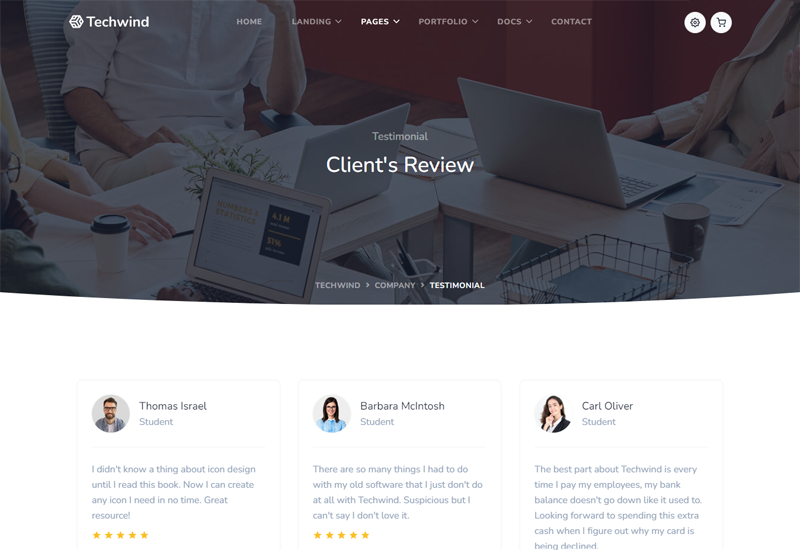 Techwind
HOME
LANDING
PAGES
PORTFOLIO
DOCS
CONTACT
Testimonial
Client's Review
NUMBERS &
STATISTICS
4.1 M
$1%
TECHWIND > COMPANY > TESTIMONIAL
Thomas Israel
Student
I didn't know a thing about icon design
until I read this book. Now I can create
any icon I need in no time. Great
resource!
Barbara McIntosh
Student
There are so many things I had to do
with my old software that I just don't do
at all with Techwind. Suspicious but I
can't say I don't love it.
Carl Oliver
Student
The best part about Techwind is every
time I pay my employees, my bank
balance doesn't go down like it used to.
Looking forward to spending this extra
cash when I figure out why my card is
being declined.